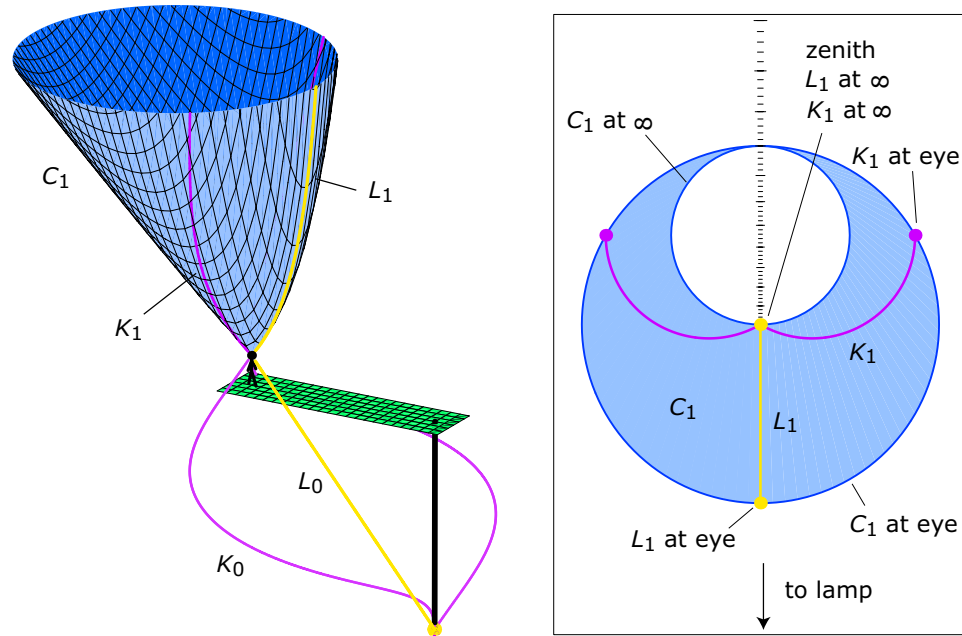 C1
L1
K1
L0
K0
zenith
L1 at ∞
K1 at ∞
C1 at ∞
K1 at eye
K1
C1
L1
L1 at eye
C1 at eye
to lamp